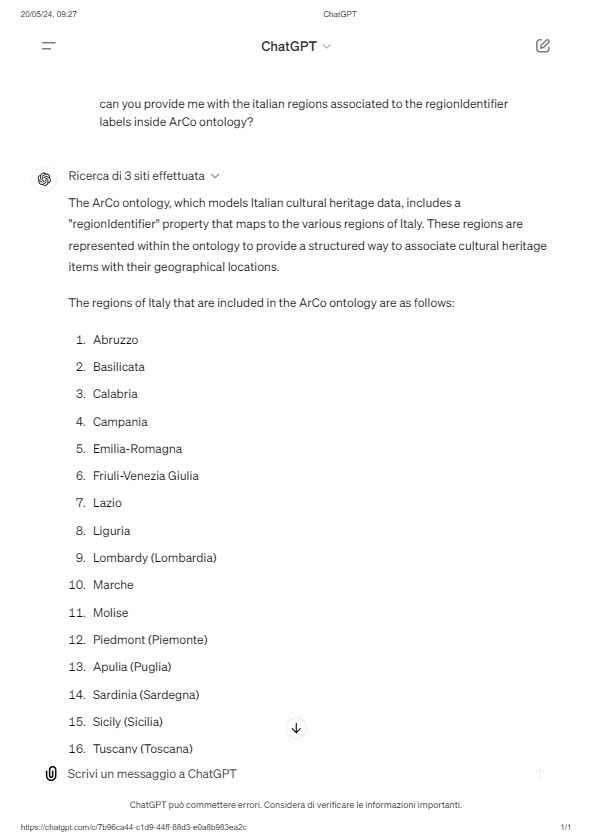 20/05/24, 09:27 ChatGPT
ChatGPT
can you provide me with the italian regions associated to the regionIdentifier
labels inside ArCo ontology?
Ricerca di 3 siti effettuata
The ArCo ontology, which models Italian cultural heritage data, includes a
"regionIdentifier" property that maps to the various regions of Italy. These regions are
represented within the ontology to provide a structured way to associate cultural heritage
items with their geographical locations.
The regions of Italy that are included in the ArCo ontology are as follows:
1. Abruzzo
2. Basilicata
3. Calabria
4. Campania
5. Emilia-Romagna
6. Friuli-Venezia Giulia
7. Lazio
8. Liguria
9. Lombardy (Lombardia)
10. Marche
11. Molise
12. Piedmont (Piemonte)
13. Apulia (Puglia)
14. Sardinia (Sardegna)
15. Sicily (Sicilia)
16. Tuscany (Toscana)
Scrivi un messaggio a ChatGPT
ChatGPT può commettere errori. Considera di verificare le informazioni importanti.
https://chatgpt.com/c/7b96ca44-c1d9-44ff-88d3-e0a8b983ea2c 1/1